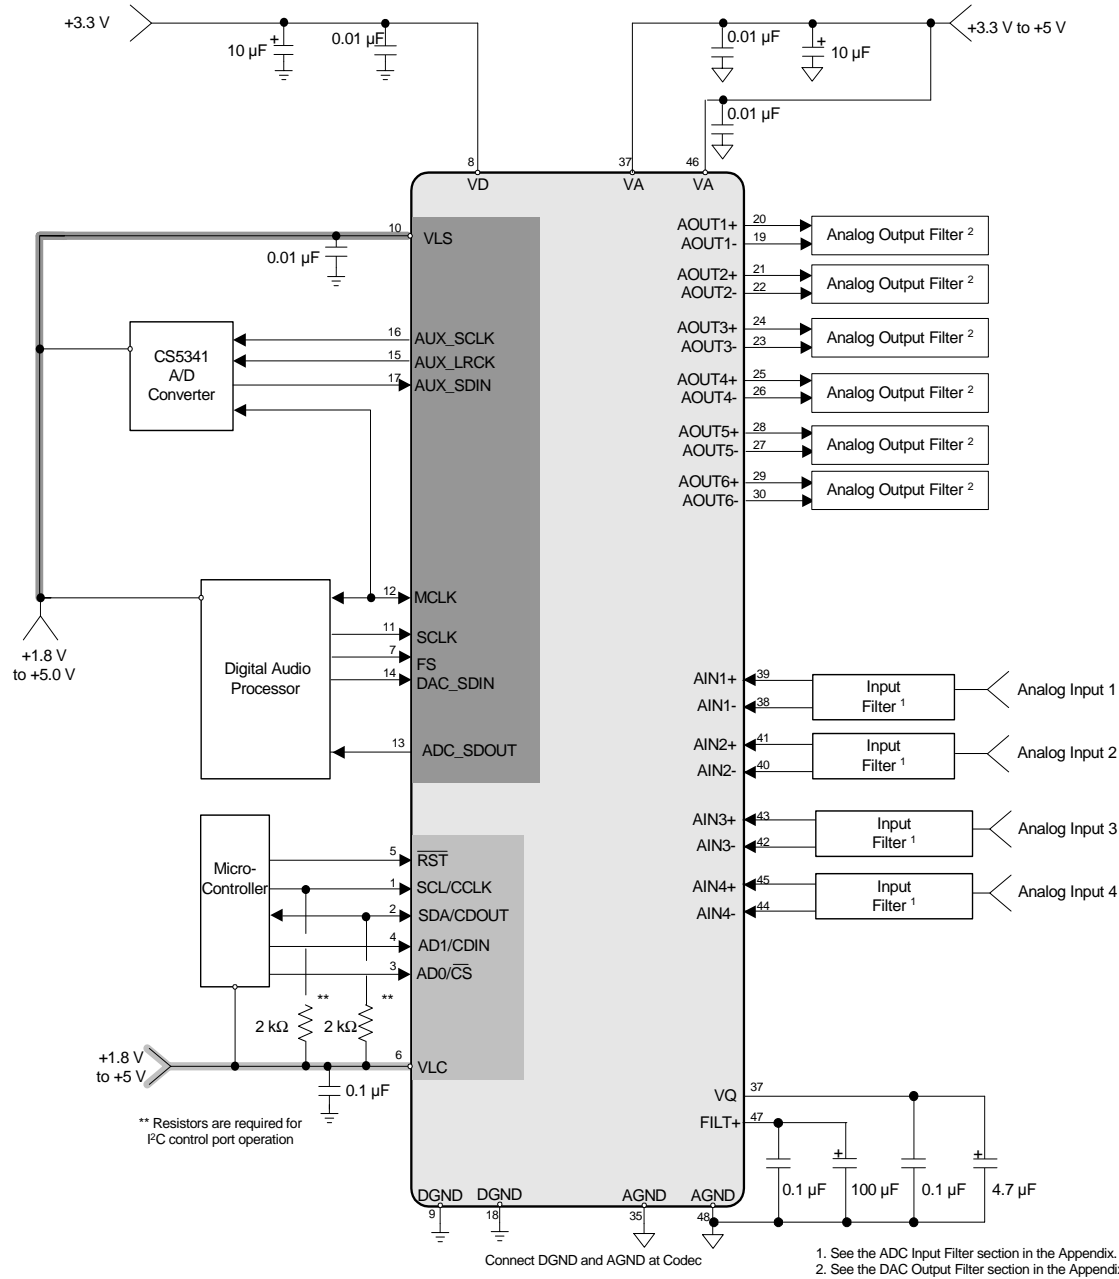 +3.3 V
10 µF
+
0.01 µF
0.01 µF
+
10 µF
+3.3 V to +5 V
0.01 µF
8
VD
37
VA
46
VA
10
VLS
0.01 µF
CS5341
A/D
Converter
16
AUX_SCLK
15
AUX_LRCK
17
AUX_SDIN
AOUT1+
20
AOUT1-
19
Analog Output Filter 2
AOUT2+
21
AOUT2-
22
Analog Output Filter 2
AOUT3+
24
AOUT3-
23
Analog Output Filter 2
AOUT4+
25
AOUT4-
26
Analog Output Filter 2
AOUT5+
28
AOUT5-
27
Analog Output Filter 2
AOUT6+
29
AOUT6-
30
Analog Output Filter 2
+1.8 V
to +5.0 V
Digital Audio
Processor
12
MCLK
11
SCLK
7
FS
14
DAC_SDIN
13
ADC_SDOUT
AIN1+
39
AIN1-
38
Input
Filter 1
Analog Input 1
AIN2+
41
AIN2-
40
Input
Filter 1
Analog Input 2
AIN3+
43
AIN3-
42
Input
Filter 1
Analog Input 3
AIN4+
45
AIN4-
44
Input
Filter 1
Analog Input 4
Micro-
Controller
5
RST
1
SCL/CCLK
2
SDA/CDOUT
4
AD1/CDIN
3
AD0/CS
**
**
2 kΩ
2 kΩ
+1.8 V
to +5 V
6
VLC
0.1 µF
** Resistors are required for
I2C control port operation
VQ
37
FILT+
47
+
+
0.1 µF
100 µF
0.1 µF
4.7 µF
DGND
9
DGND
18
AGND
35
AGND
48
Connect DGND and AGND at Codec
1. See the ADC Input Filter section in the Appendix.
2. See the DAC Output Filter section in the Appendi